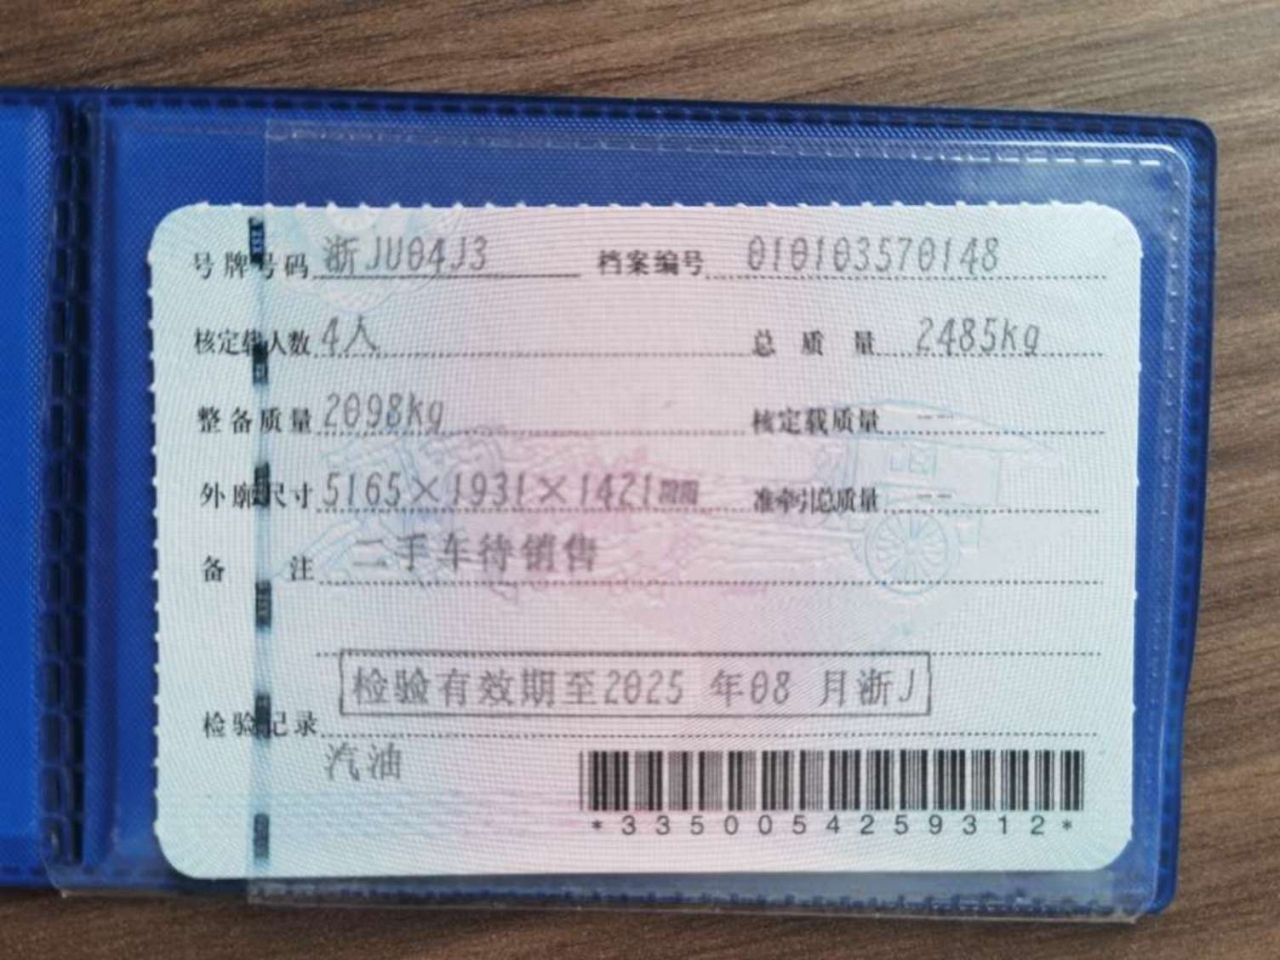 号牌号码 浙JU04J3 档案编号 010103570148
核定载人数 4人 总质量 2485kg
整备质量 2098kg 核定载质量 --
外廓尺寸 5165×1931×1421mm 准牵引总质量 --
备注 二手车待销售
检验有效期至2025 年08 月浙J
检验记录
汽油
*3350054259312*